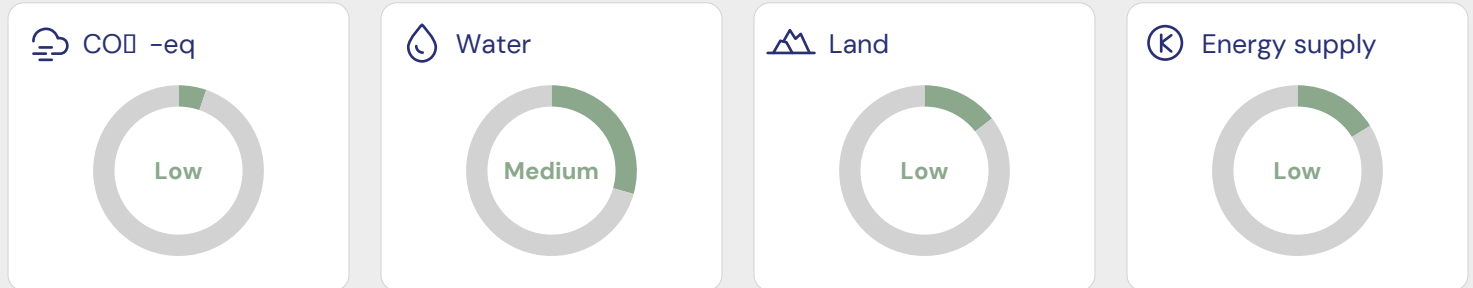 CO▯ -eq
Low
Water
Medium
Land
Low
Energy supply
Low